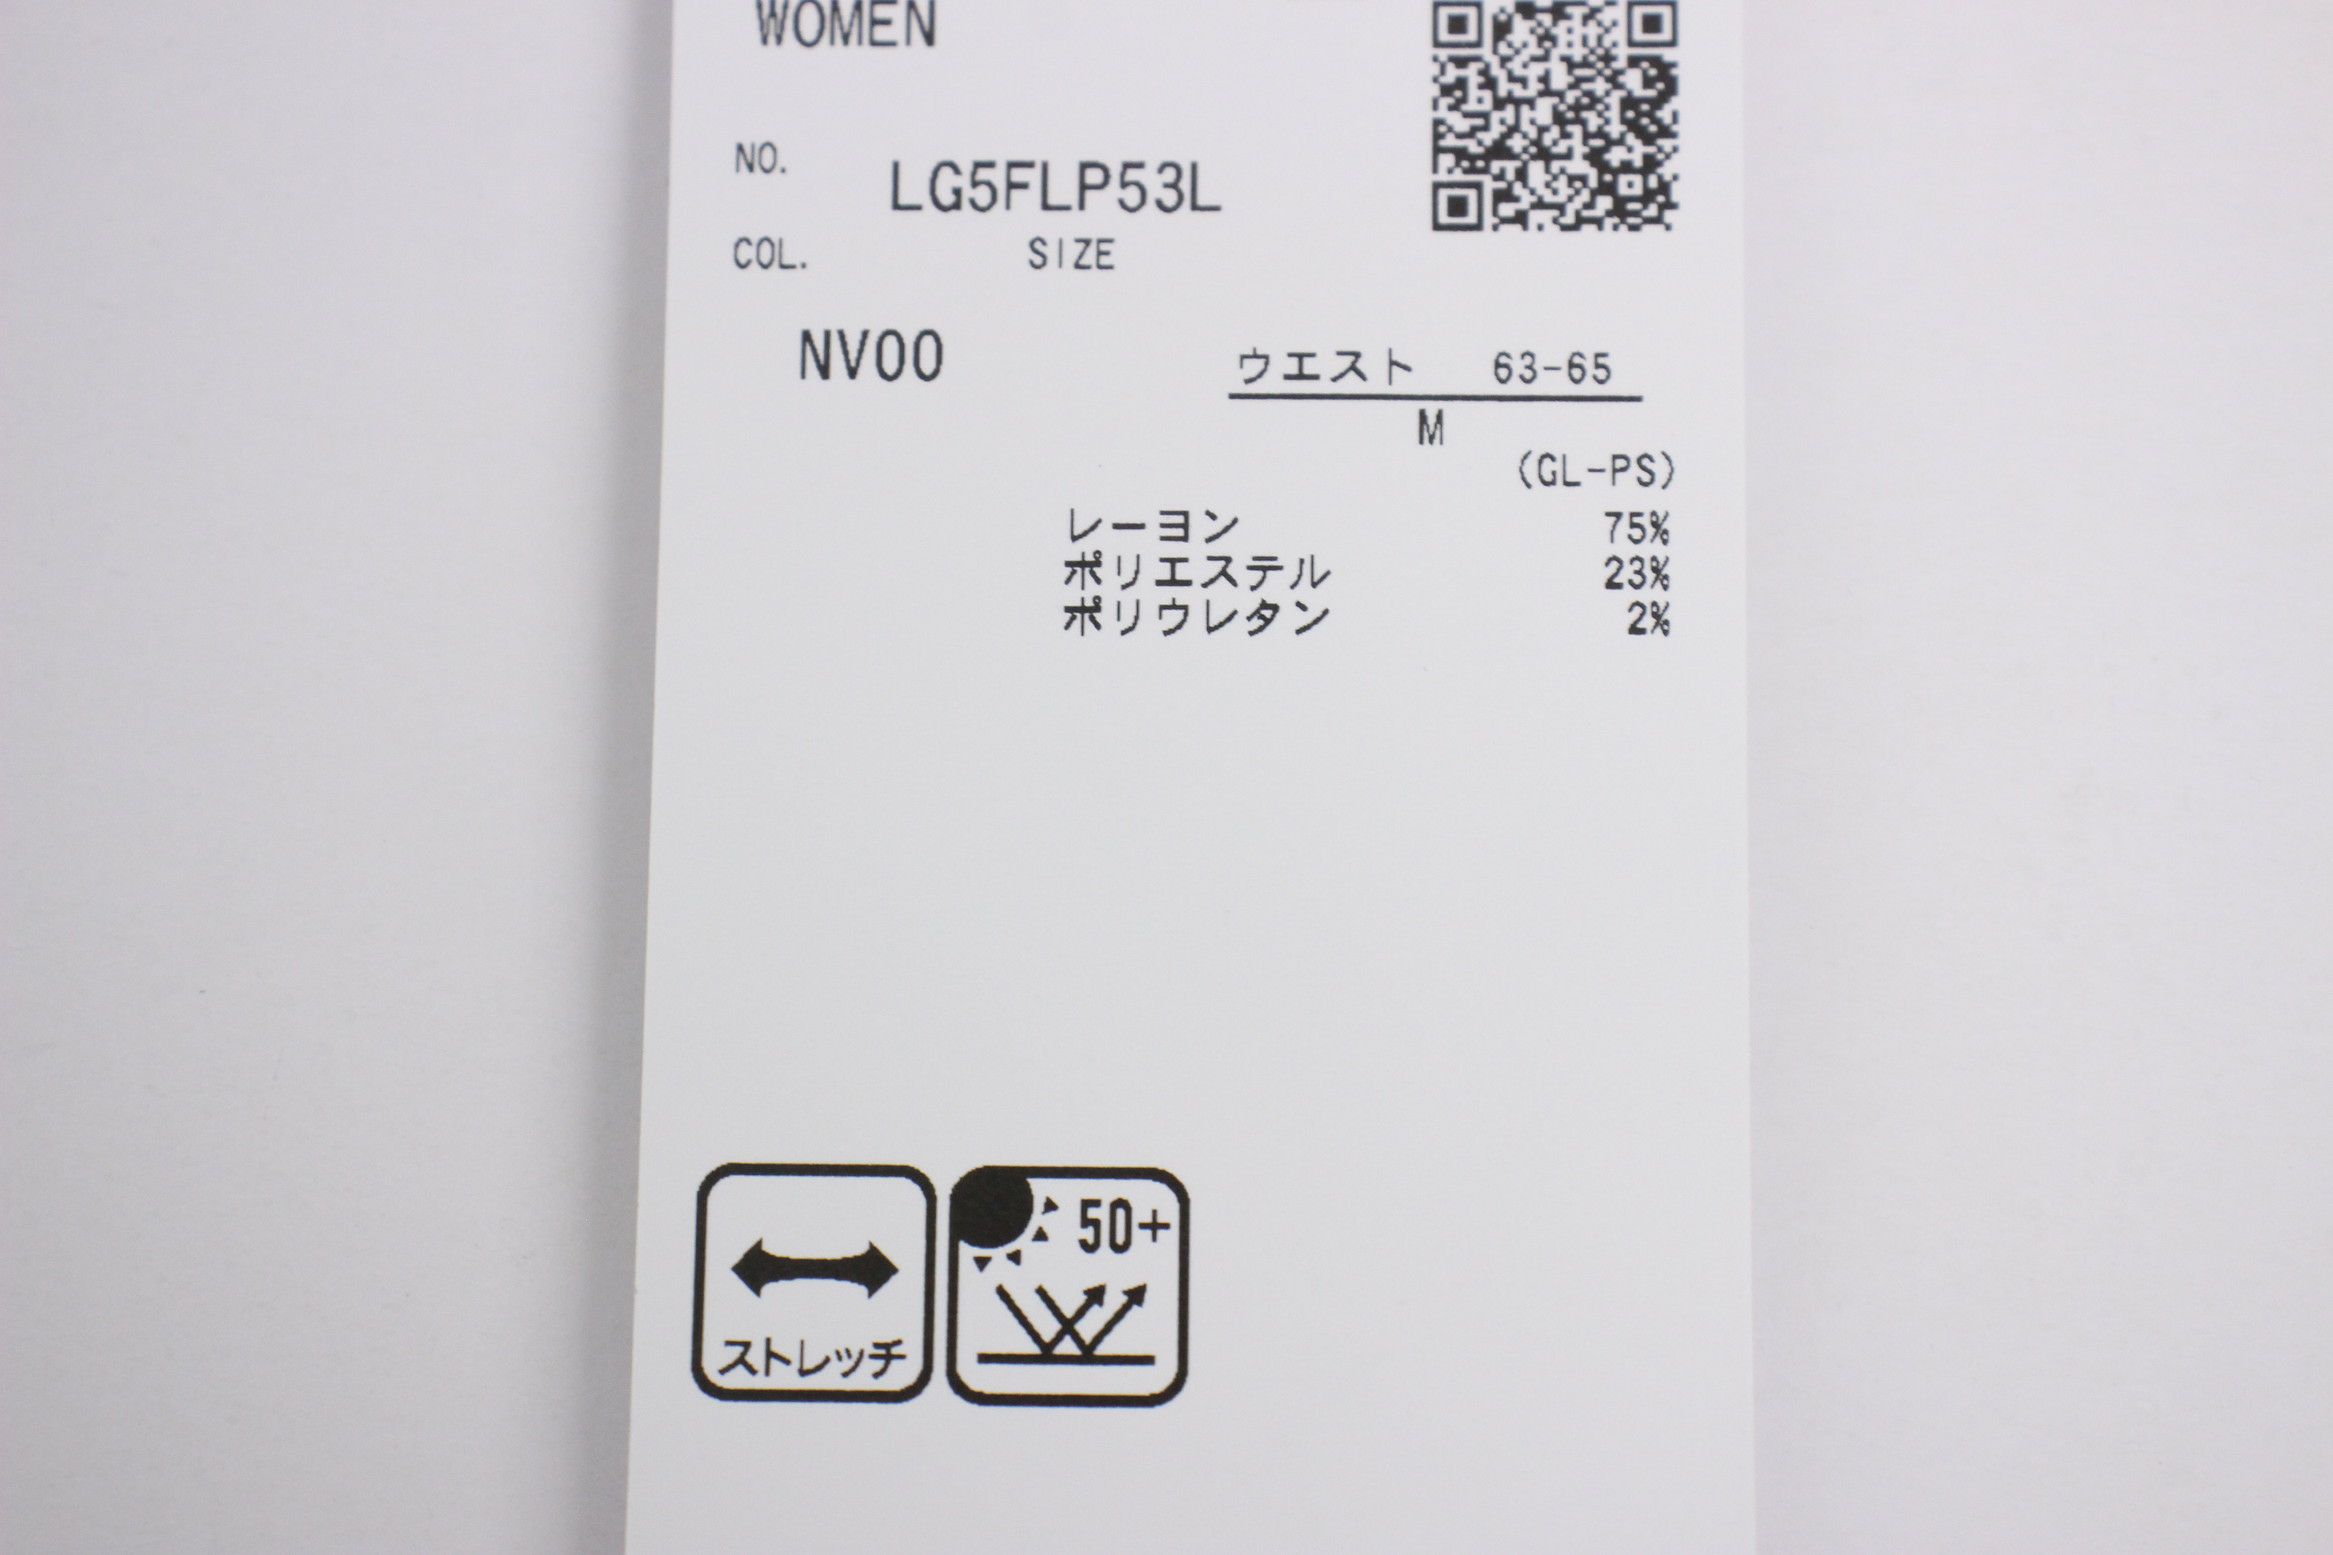 WOMEN
NO.
LG5FLP53L
COL. SIZE
NV00
ウエスト 63-65
M
(GL-PS)
レーヨン 75%
ポリエステル 23%
ポリウレタン 2%
50+
ストレッチ